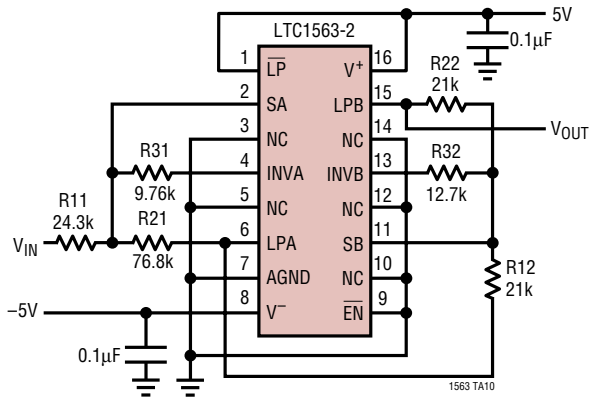 5V
LTC1563-2
0.1µF
1 LP V+ 16
R22
21k
2 SA LPB 15
3 NC NC 14
VOUT
R31
4 INVA INVB 13
R32
9.76k
12.7k
R11
24.3k
5 NC NC 12
R21
VIN
6 LPA SB 11
76.8k
R12
21k
7 AGND NC 10
–5V
8 V– EN 9
0.1µF
1563 TA10